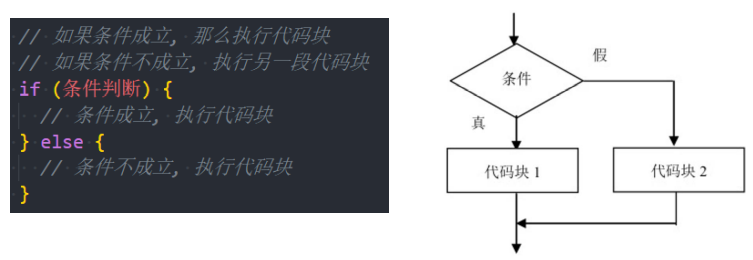 // 如果条件成立, 那么执行代码块
// 如果条件不成立, 执行另一段代码块
if (条件判断) {
// 条件成立, 执行代码块
} else {
// 条件不成立, 执行代码块
}
条件
假
真
代码块 1
代码块 2